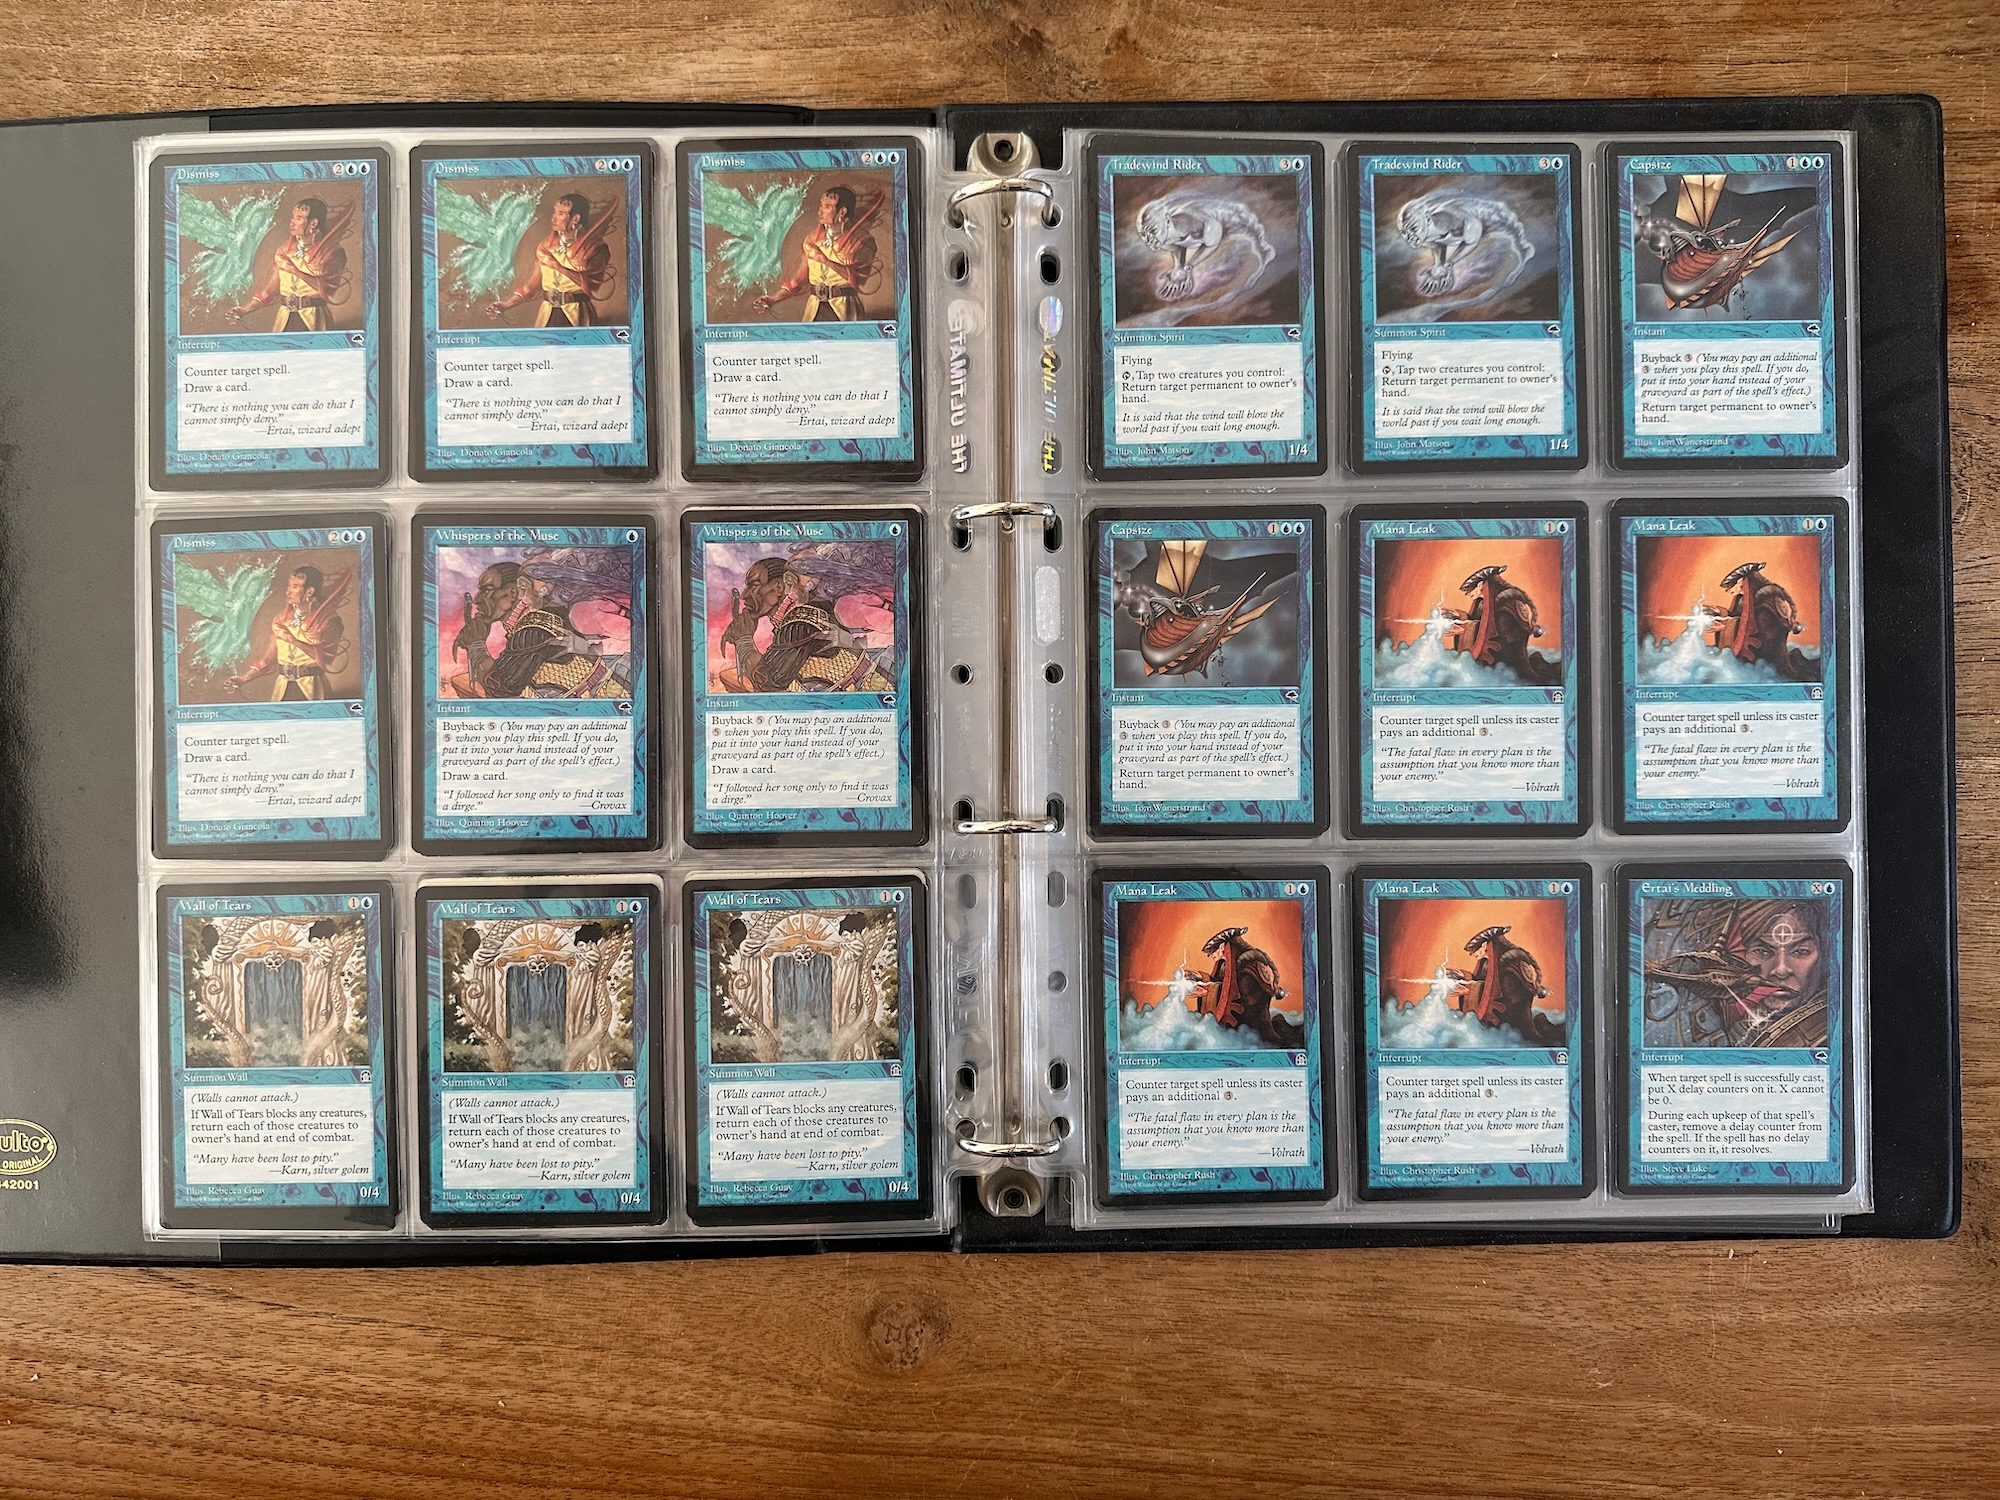 Dismiss 2
Interrupt
Counter target spell.
Draw a card.
"There is nothing you can do that I
cannot simply deny."
—Ertai, wizard adept
Illus. Donato Giancola
Dismiss 2
Interrupt
Counter target spell.
Draw a card.
"There is nothing you can do that I
cannot simply deny."
—Ertai, wizard adept
Illus. Donato Giancola
Dismiss 2
Interrupt
Counter target spell.
Draw a card.
"There is nothing you can do that I
cannot simply deny."
—Ertai, wizard adept
Illus. Donato Giancola
Dismiss 2
Interrupt
Counter target spell.
Draw a card.
"There is nothing you can do that I
cannot simply deny."
—Ertai, wizard adept
Illus. Donato Giancola
Whispers of the Muse
Instant
Buyback 5 (You may pay an additional
5 when you play this spell. If you do,
put it into your hand instead of your
graveyard as part of the spell's effect.)
Draw a card.
"I followed her song only to find it was
a dirge." —Crovax
Illus. Quinton Hoover
Whispers of the Muse
Instant
Buyback 5 (You may pay an additional
5 when you play this spell. If you do,
put it into your hand instead of your
graveyard as part of the spell's effect.)
Draw a card.
"I followed her song only to find it was
a dirge." —Crovax
Illus. Quinton Hoover
Wall of Tears 1
Summon Wall
(Walls cannot attack.)
If Wall of Tears blocks any creatures,
return each of those creatures to
owner's hand at end of combat.
"Many have been lost to pity."
—Karn, silver golem
Illus. Rebecca Guay
0/4
Wall of Tears 1
Summon Wall
(Walls cannot attack.)
If Wall of Tears blocks any creatures,
return each of those creatures to
owner's hand at end of combat.
"Many have been lost to pity."
—Karn, silver golem
Illus. Rebecca Guay
0/4
Wall of Tears 1
Summon Wall
(Walls cannot attack.)
If Wall of Tears blocks any creatures,
return each of those creatures to
owner's hand at end of combat.
"Many have been lost to pity."
—Karn, silver golem
Illus. Rebecca Guay
0/4
ulto
ORIGINAL
42001
THE ULTIMATE
THE ULTIMA
Tradewind Rider 3
Summon Spirit
Flying
,Tap two creatures you control:
Return target permanent to owner's
hand.
It is said that the wind will blow the
world past if you wait long enough.
Illus. John Matson
1/4
Tradewind Rider 3
Summon Spirit
Flying
,Tap two creatures you control:
Return target permanent to owner's
hand.
It is said that the wind will blow the
world past if you wait long enough.
Illus. John Matson
1/4
Capsize 1
Instant
Buyback 3 (You may pay an additional
3 when you play this spell. If you do,
put it into your hand instead of your
graveyard as part of the spell's effect.)
Return target permanent to owner's
hand.
Illus. Tom Wänerstrand
Capsize 1
Instant
Buyback 3 (You may pay an additional
3 when you play this spell. If you do,
put it into your hand instead of your
graveyard as part of the spell's effect.)
Return target permanent to owner's
hand.
Illus. Tom Wänerstrand
Mana Leak 1
Interrupt
Counter target spell unless its caster
pays an additional 3.
"The fatal flaw in every plan is the
assumption that you know more than
your enemy."
—Volrath
Illus. Christopher Rush
Mana Leak 1
Interrupt
Counter target spell unless its caster
pays an additional 3.
"The fatal flaw in every plan is the
assumption that you know more than
your enemy."
—Volrath
Illus. Christopher Rush
Mana Leak 1
Interrupt
Counter target spell unless its caster
pays an additional 3.
"The fatal flaw in every plan is the
assumption that you know more than
your enemy."
—Volrath
Illus. Christopher Rush
Mana Leak 1
Interrupt
Counter target spell unless its caster
pays an additional 3.
"The fatal flaw in every plan is the
assumption that you know more than
your enemy."
—Volrath
Illus. Christopher Rush
Ertai's Meddling X
Interrupt
When target spell is successfully cast,
put X delay counters on it. X cannot
be 0.
During each upkeep of that spell's
caster, remove a delay counter from
the spell. If the spell has no delay
counters on it, it resolves.
Illus. Steve Luke